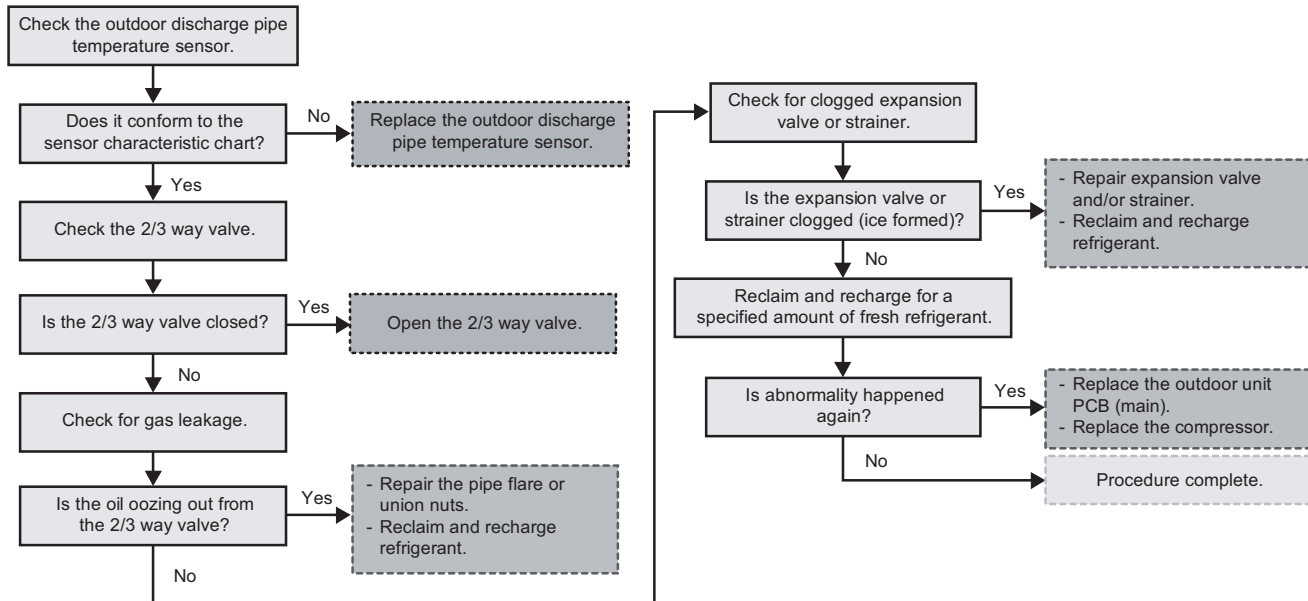 Check the outdoor discharge pipe
temperature sensor.
Does it conform to the
sensor characteristic chart?
No
Replace the outdoor discharge
pipe temperature sensor.
Yes
Check the 2/3 way valve.
Is the 2/3 way valve closed?
Yes
Open the 2/3 way valve.
No
Check for gas leakage.
Is the oil oozing out from
the 2/3 way valve?
Yes
- Repair the pipe flare or
union nuts.
- Reclaim and recharge
refrigerant.
No
Check for clogged expansion
valve or strainer.
Is the expansion valve or
strainer clogged (ice formed)?
Yes
- Repair expansion valve
and/or strainer.
- Reclaim and recharge
refrigerant.
No
Reclaim and recharge for a
specified amount of fresh refrigerant.
Is abnormality happened
again?
Yes
- Replace the outdoor unit
PCB (main).
- Replace the compressor.
No
Procedure complete.